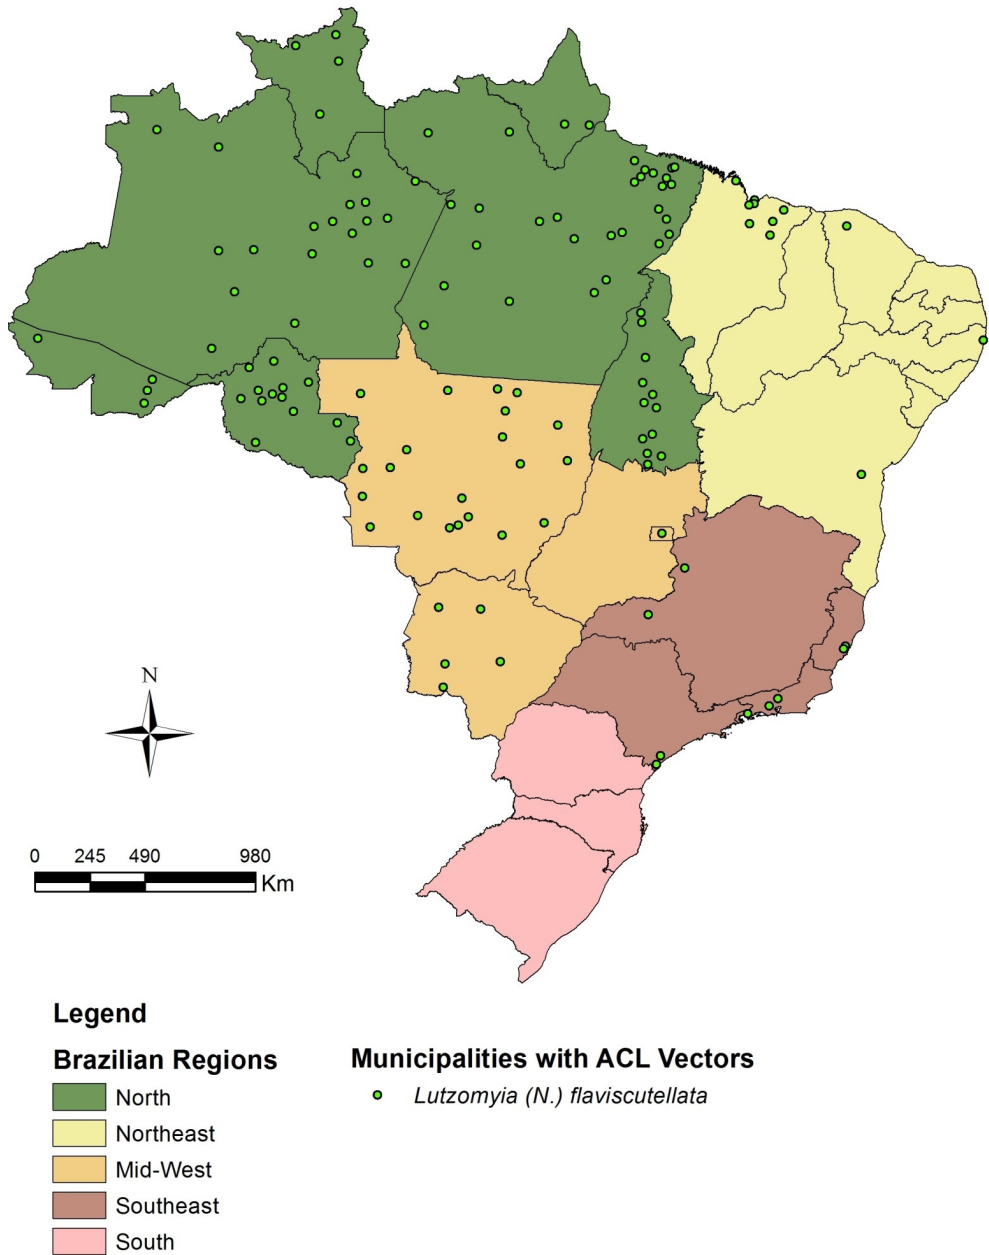 N
0 245 490 980
Km
Legend
Brazilian Regions
North
Northeast
Mid-West
Southeast
South
Municipalities with ACL Vectors
Lutzomyia (N.) flaviscutellata